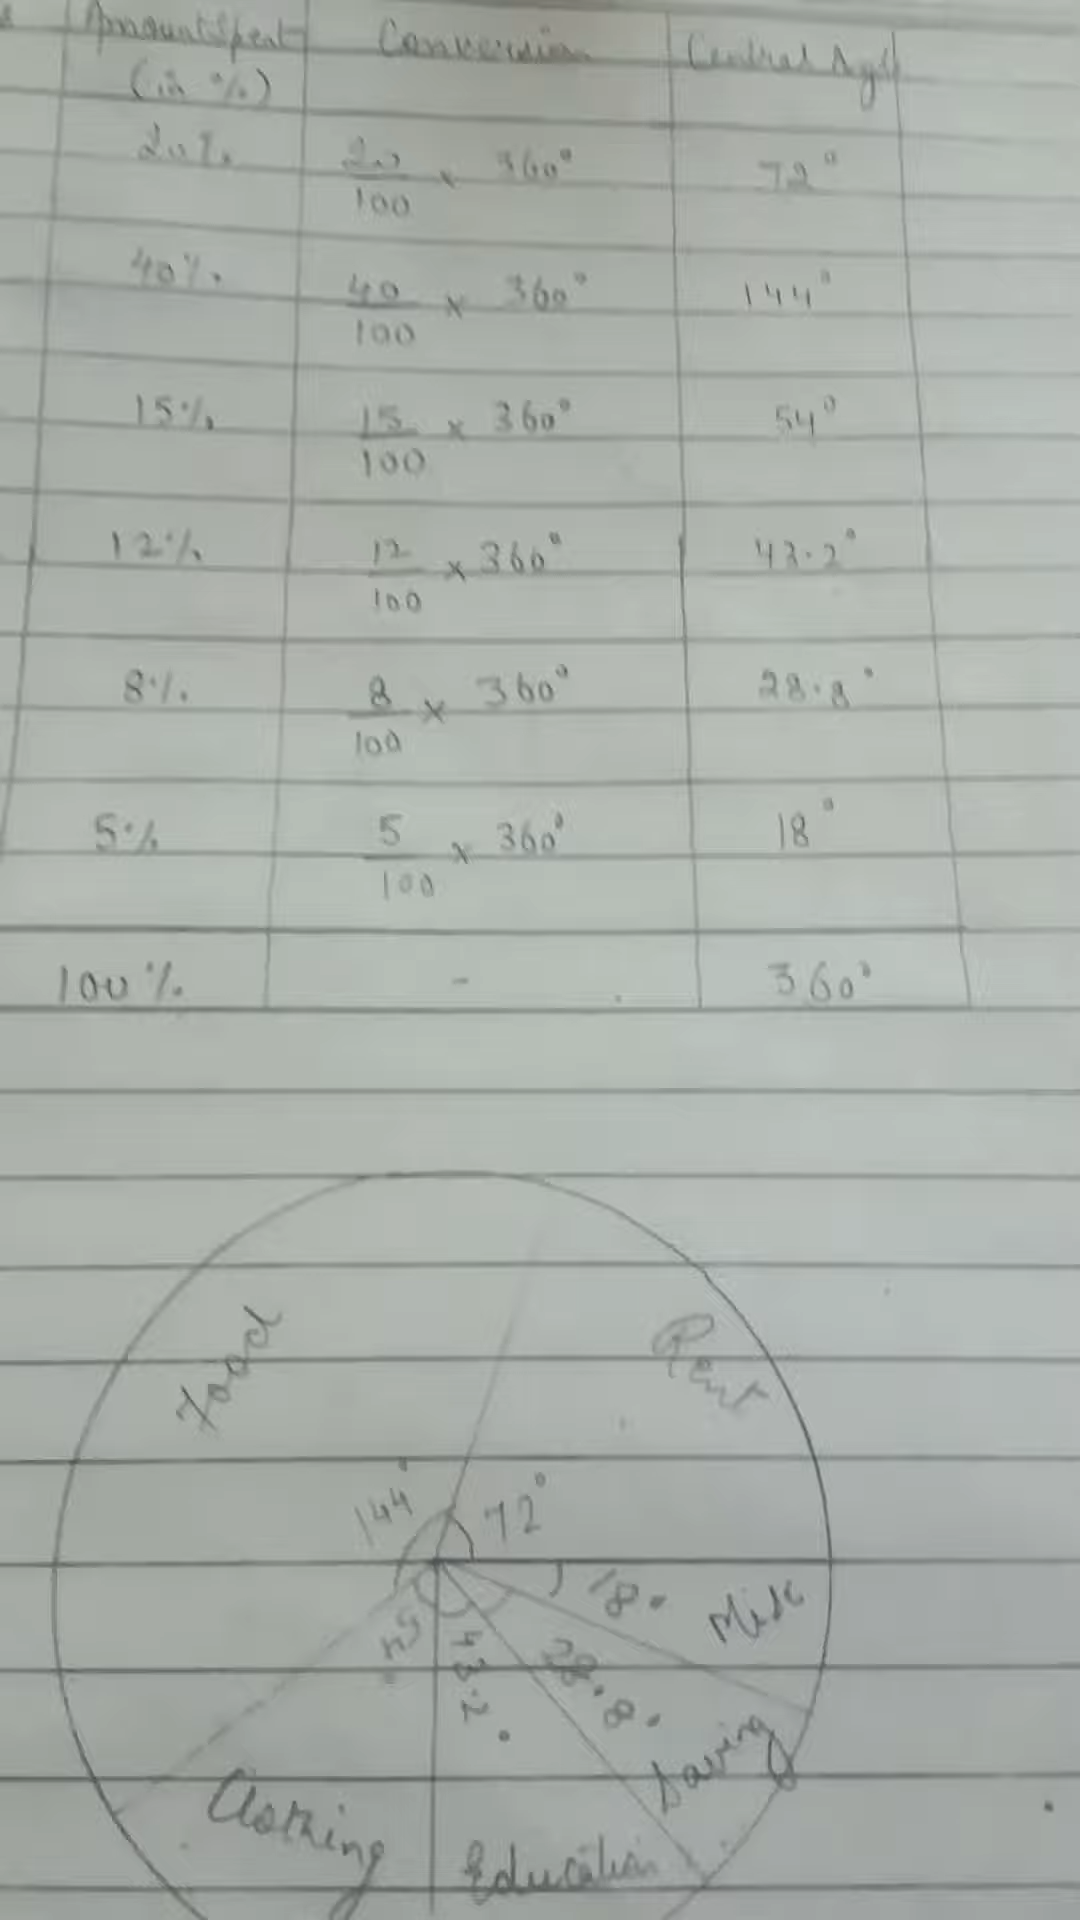 Amount Spent Conversion Central Agl
(in %)
20% 20/100 × 360° 72°
40% 40/100 × 360° 144°
15% 15/100 × 360° 54°
12% 12/100 × 360° 43.2°
8% 8/100 × 360° 28.8°
5% 5/100 × 360° 18°
100% - 360°
Food
Rent
144°
72°
18°
Misc
54°
43.2°
28.8°
Saving
Clothing
Education